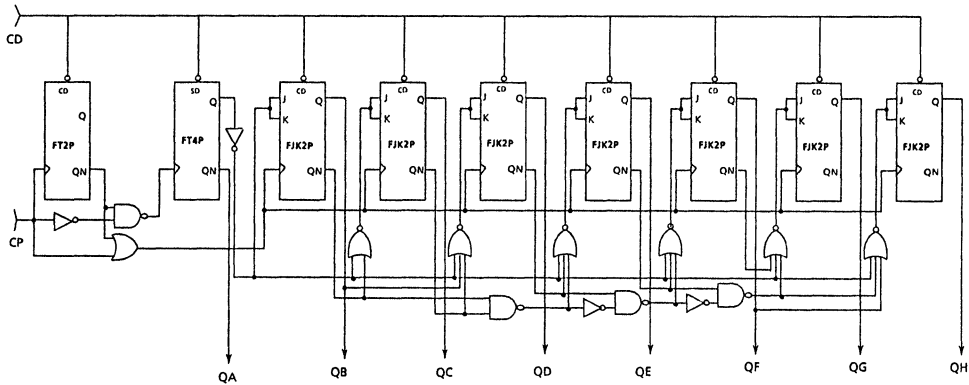 CD
CD SD CD CD CD CD CD CD CD
Q Q J Q J Q J Q J Q J Q J Q J Q
K K K K K K K
FT2P FT4P FJK2P FJK2P FJK2P FJK2P FJK2P FJK2P FJK2P
QN QN QN QN QN QN QN QN QN
CP
QA QB QC QD QE QF QG QH